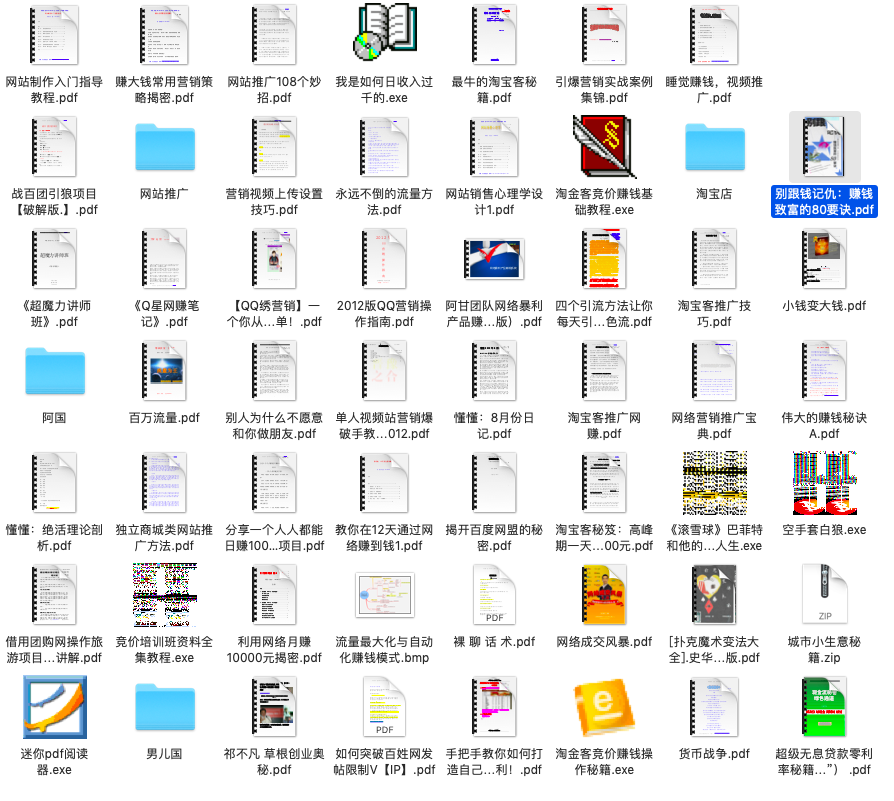 网站制作入门指导
教程.pdf
赚大钱常用营销策
略揭密.pdf
网站推广108个妙
招.pdf
我是如何日收入过
千的.exe
最牛的淘宝客秘
籍.pdf
引爆营销实战案例
集锦.pdf
睡觉赚钱，视频推
广.pdf
战百团引狼项目
【破解版.】.pdf
网站推广
营销视频上传设置
技巧.pdf
永远不倒的流量方
法.pdf
网站销售心理学设
计1.pdf
淘金客竞价赚钱基
础教程.exe
淘宝店
别跟钱记仇：赚钱
致富的80要诀.pdf
《超魔力讲师
班》.pdf
《Q星网赚笔
记》.pdf
【QQ绣营销】一
个你从...单！.pdf
2012版QQ营销操
作指南.pdf
阿甘团队网络暴利
产品赚...版）.pdf
四个引流方法让你
每天引...色流.pdf
淘宝客推广技
巧.pdf
小钱变大钱.pdf
阿国
百万流量.pdf
别人为什么不愿意
和你做朋友.pdf
单人视频站营销爆
破手教...012.pdf
懂懂：8月份日
记.pdf
淘宝客推广网
赚.pdf
网络营销推广宝
典.pdf
伟大的赚钱秘诀
A.pdf
懂懂：绝活理论剖
析.pdf
独立商城类网站推
广方法.pdf
分享一个人人都能
日赚100...项目.pdf
教你在12天通过网
络赚到钱1.pdf
揭开百度网盟的秘
密.pdf
淘宝客秘笈：高峰
期一天...00元.pdf
《滚雪球》巴菲特
和他的...人生.exe
空手套白狼.exe
借用团购网操作旅
游项目...讲解.pdf
竞价培训班资料全
集教程.exe
利用网络月赚
10000元揭密.pdf
流量最大化与自动
化赚钱模式.bmp
PDF
裸 聊 话 术.pdf
网络成交风暴.pdf
[扑克魔术变法大
全].史华...版.pdf
ZIP
城市小生意秘
籍.zip
迷你pdf阅读
器.exe
男儿国
祁不凡 草根创业奥
秘.pdf
PDF
如何突破百姓网发
帖限制V【IP】.pdf
手把手教你如何打
造自己...利！.pdf
淘金客竞价赚钱操
作秘籍.exe
货币战争.pdf
超级无息贷款零利
率秘籍...”） .pdf